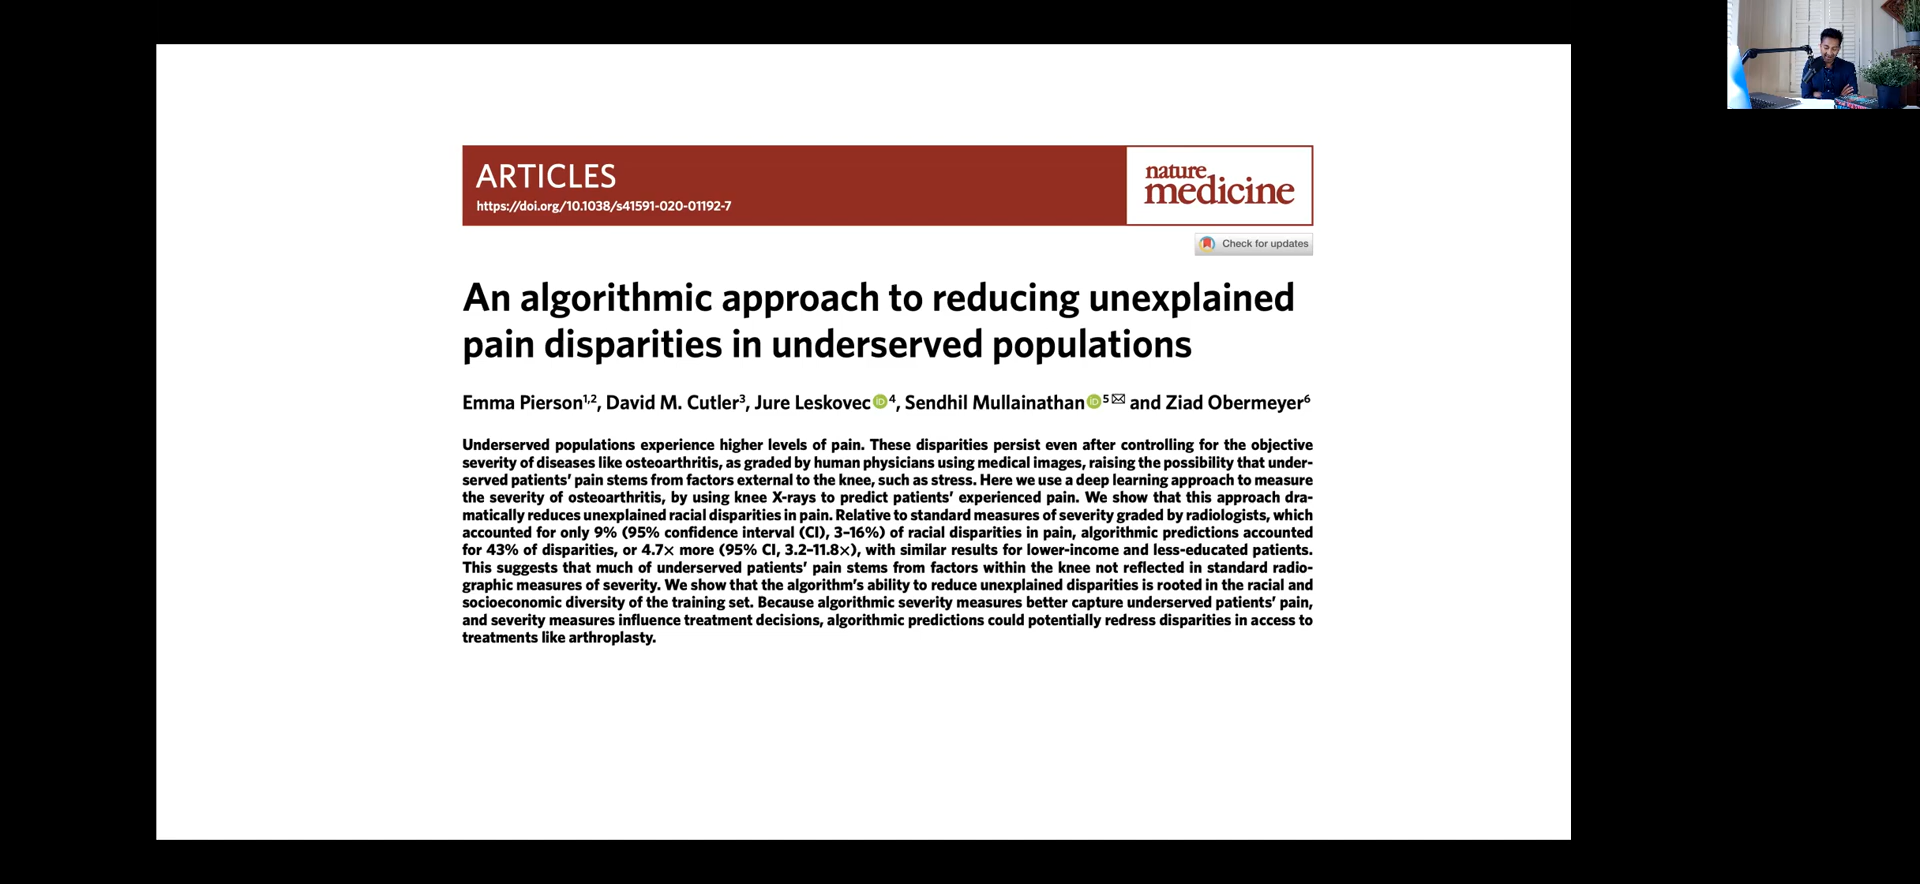 ARTICLES
https://doi.org/10.1038/s41591-020-01192-7
nature
medicine
Check for updates
An algorithmic approach to reducing unexplained
pain disparities in underserved populations
Emma Pierson1,2, David M. Cutler3, Jure Leskovec iD 4, Sendhil Mullainathan iD 5✉ and Ziad Obermeyer6
Underserved populations experience higher levels of pain. These disparities persist even after controlling for the objective
severity of diseases like osteoarthritis, as graded by human physicians using medical images, raising the possibility that under-
served patients’ pain stems from factors external to the knee, such as stress. Here we use a deep learning approach to measure
the severity of osteoarthritis, by using knee X-rays to predict patients’ experienced pain. We show that this approach dra-
matically reduces unexplained racial disparities in pain. Relative to standard measures of severity graded by radiologists, which
accounted for only 9% (95% confidence interval (CI), 3–16%) of racial disparities in pain, algorithmic predictions accounted
for 43% of disparities, or 4.7× more (95% CI, 3.2–11.8×), with similar results for lower-income and less-educated patients.
This suggests that much of underserved patients’ pain stems from factors within the knee not reflected in standard radio-
graphic measures of severity. We show that the algorithm’s ability to reduce unexplained disparities is rooted in the racial and
socioeconomic diversity of the training set. Because algorithmic severity measures better capture underserved patients’ pain,
and severity measures influence treatment decisions, algorithmic predictions could potentially redress disparities in access to
treatments like arthroplasty.